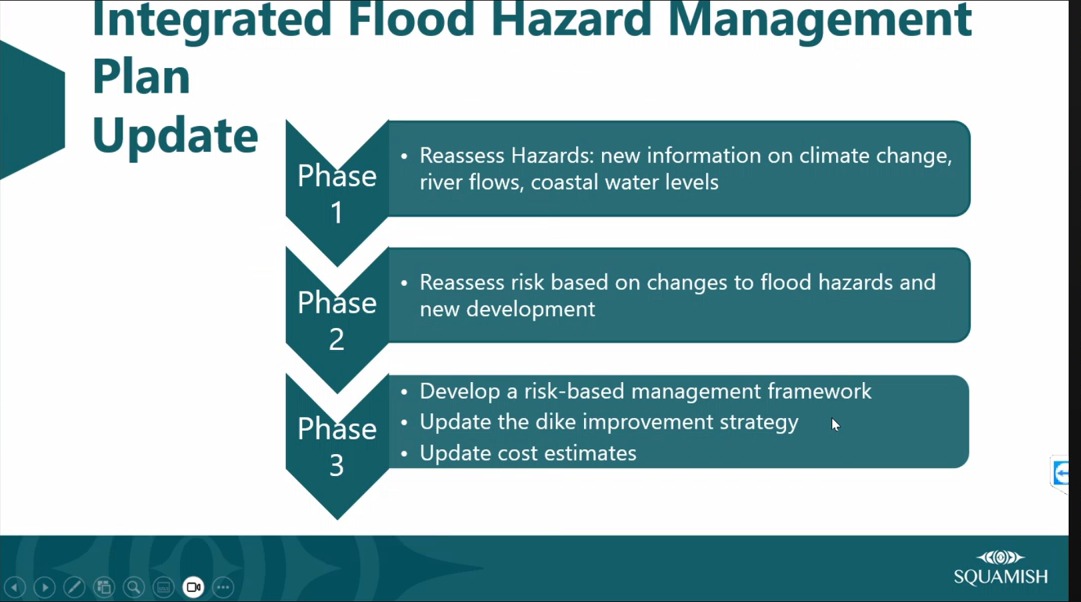 Integrated Flood Hazard Management
Plan
Update
Phase
1
• Reassess Hazards: new information on climate change,
river flows, coastal water levels
Phase
2
• Reassess risk based on changes to flood hazards and
new development
Phase
3
• Develop a risk-based management framework
• Update the dike improvement strategy
• Update cost estimates
SQUAMISH